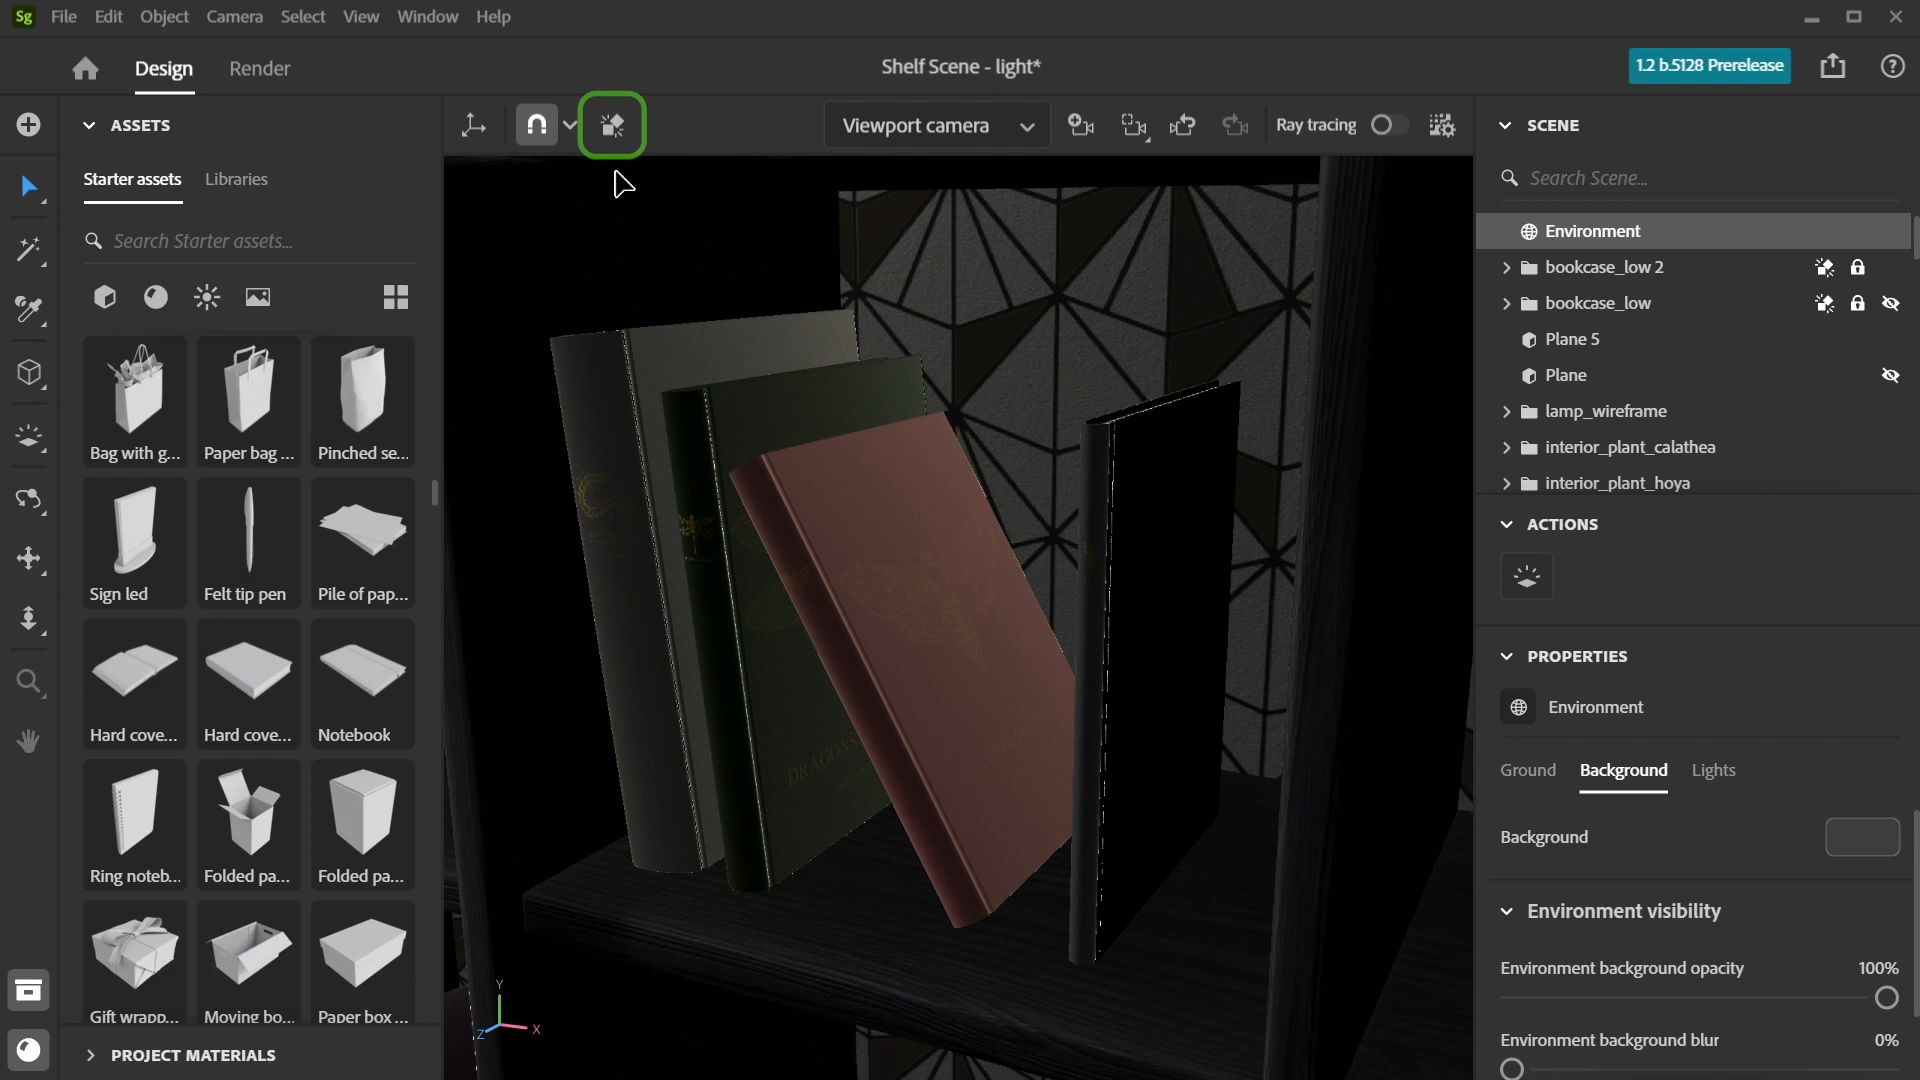 Sg File Edit Object Camera Select View Window Help
Design Render
Shelf Scene - light*
1.2 b.5128 Prerelease
ASSETS
Starter assets Libraries
Search Starter assets...
Bag with g... Paper bag ... Pinched se...
Sign led Felt tip pen Pile of pap...
Hard cove... Hard cove... Notebook
Ring noteb... Folded pa... Folded pa...
Gift wrapp... Moving bo... Paper box ...
PROJECT MATERIALS
Viewport camera
Ray tracing
Y
Z X
SCENE
Search Scene...
Environment
bookcase_low 2
bookcase_low
Plane 5
Plane
lamp_wireframe
interior_plant_calathea
interior_plant_hoya
ACTIONS
PROPERTIES
Environment
Ground Background Lights
Background
Environment visibility
Environment background opacity 100%
Environment background blur 0%